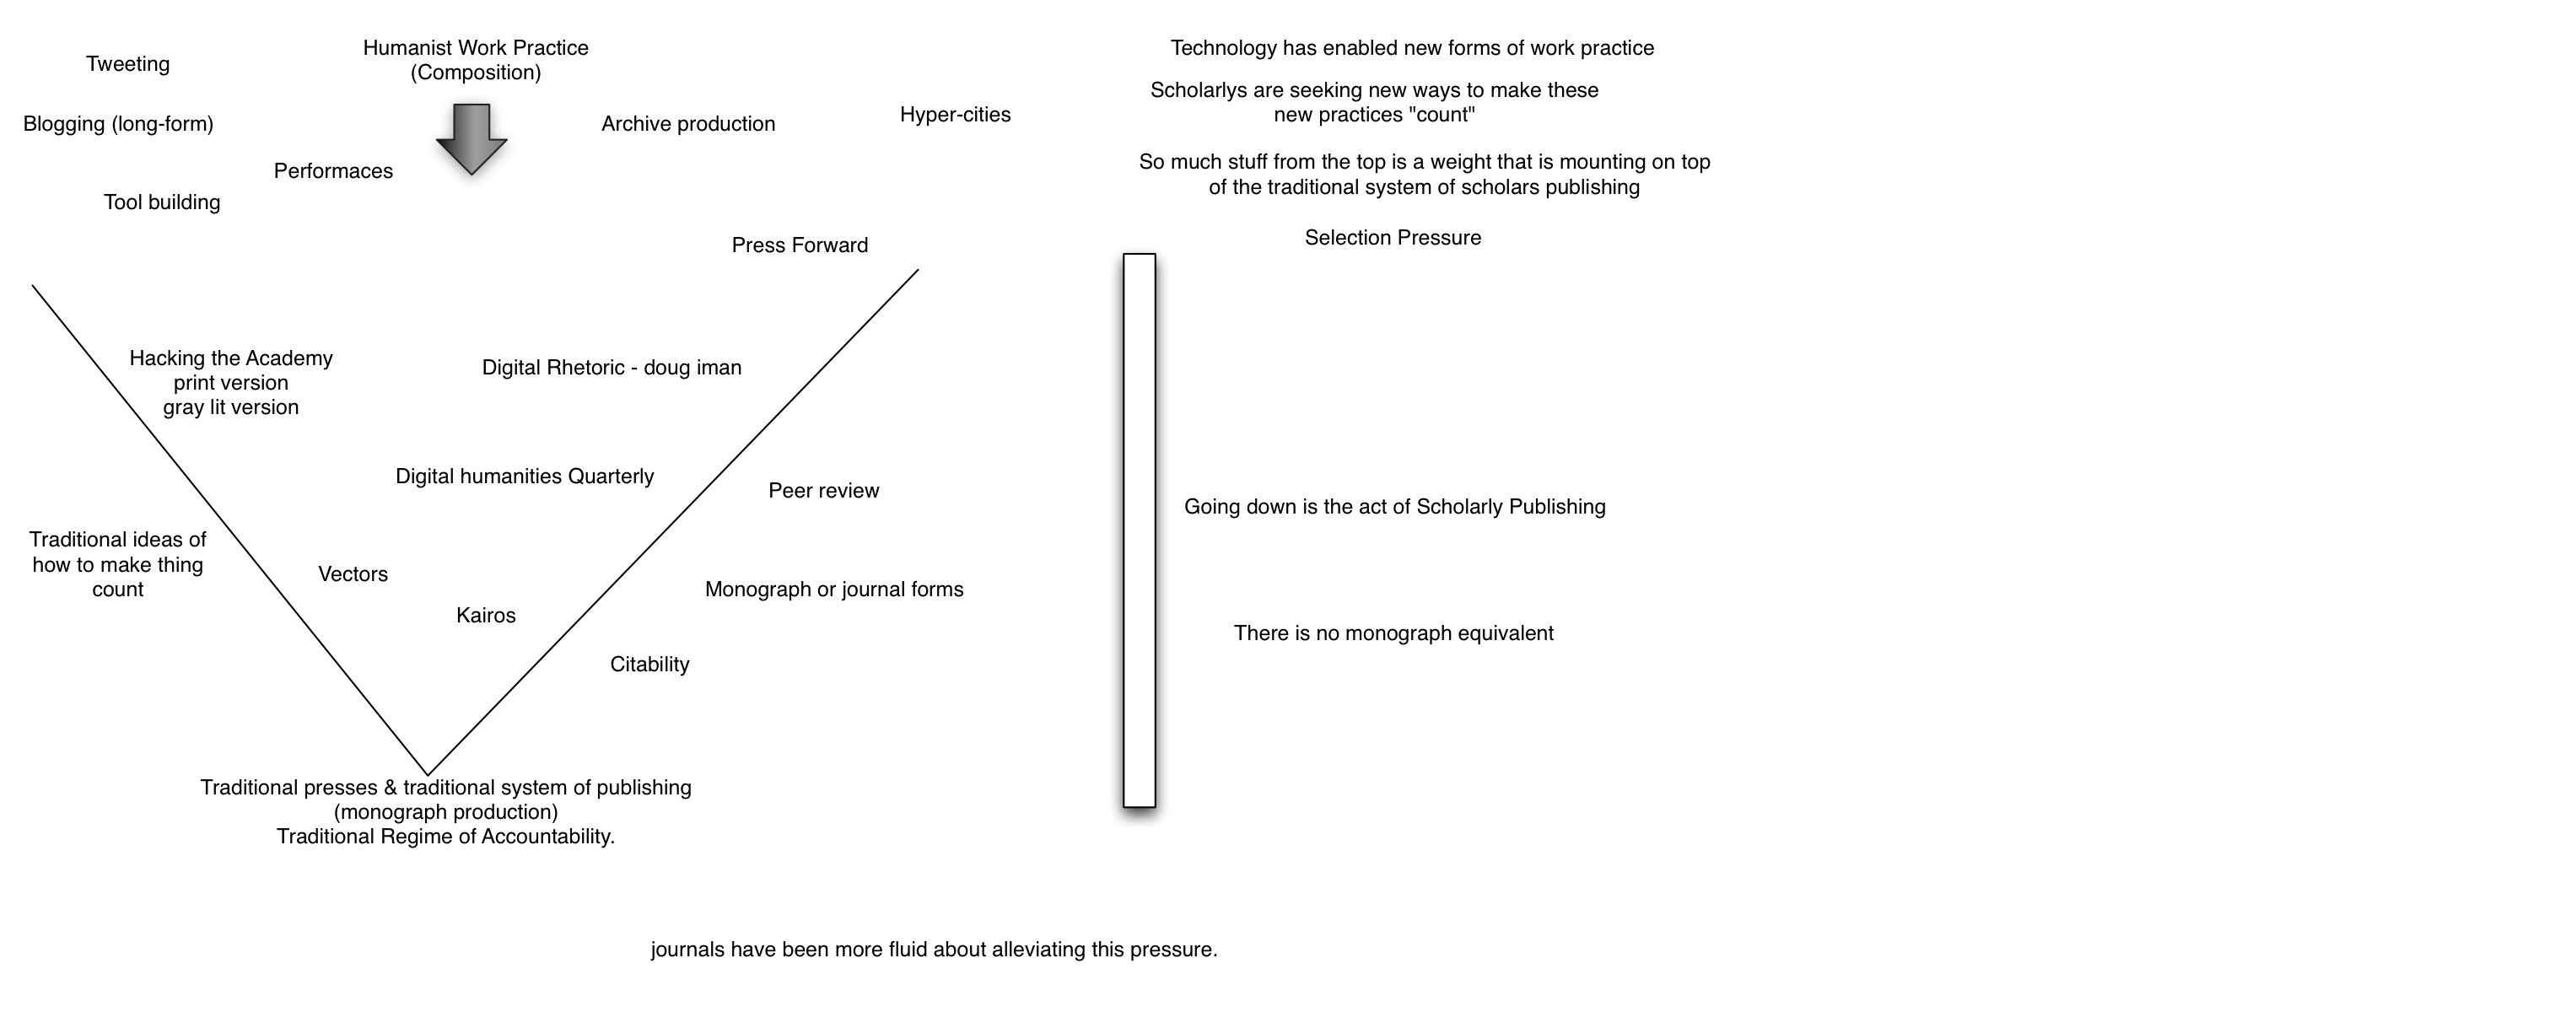 Humanist Work Practice
(Composition)
Tweeting
Blogging (long-form)
Archive production
Hyper-cities
Performaces
Tool building
Press Forward
Hacking the Academy
print version
gray lit version
Digital Rhetoric - doug iman
Digital humanities Quarterly
Peer review
Traditional ideas of
how to make thing
count
Vectors
Monograph or journal forms
Kairos
Citability
Traditional presses & traditional system of publishing
(monograph production)
Traditional Regime of Accountability.
Technology has enabled new forms of work practice
Scholarlys are seeking new ways to make these
new practices "count"
So much stuff from the top is a weight that is mounting on top
of the traditional system of scholars publishing
Selection Pressure
Going down is the act of Scholarly Publishing
There is no monograph equivalent
journals have been more fluid about alleviating this pressure.